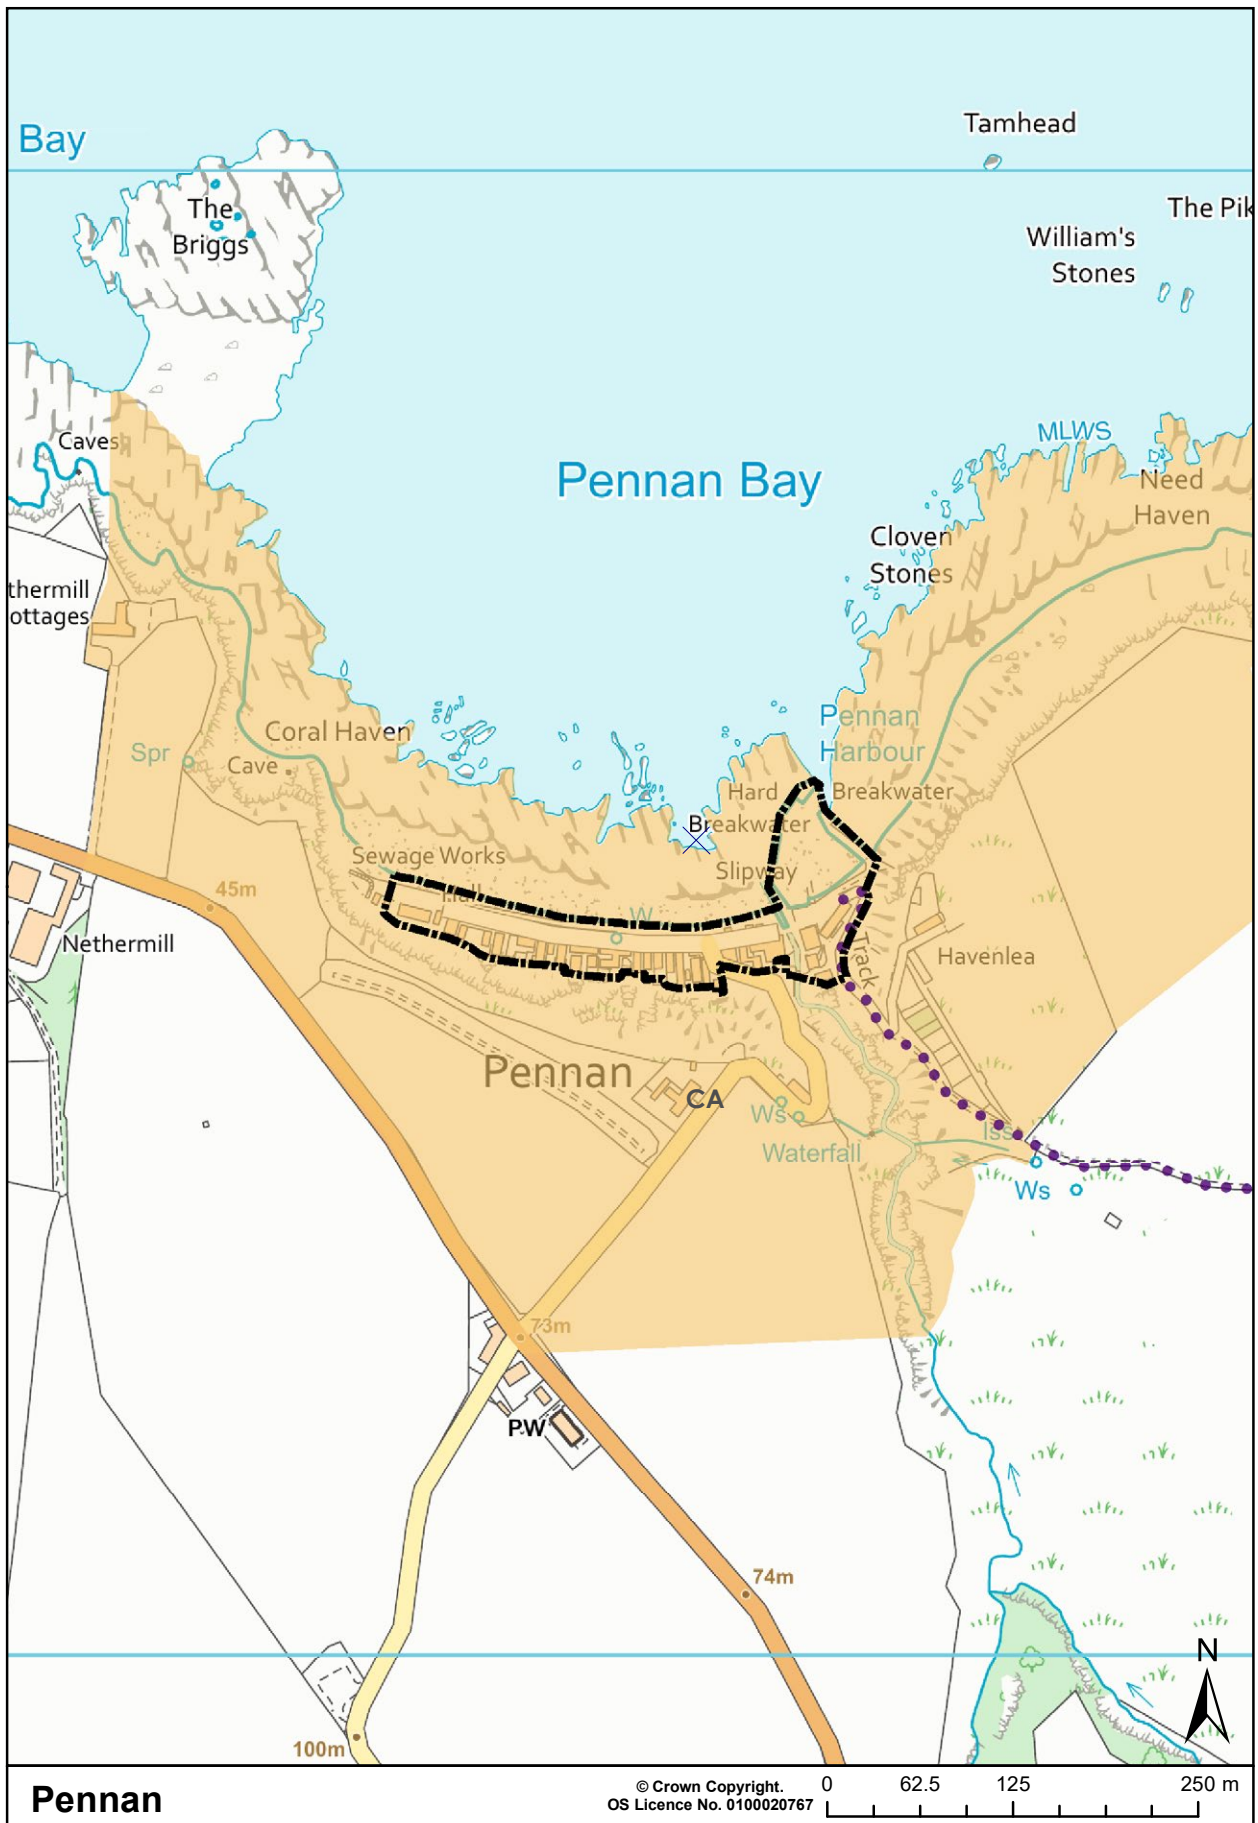 Tamhead
Bay
The Pik
The
Briggs
William's
Stones
MLWS
Caves
Pennan Bay
Need
Haven
Cloven
Stones
thermill
ottages
Pennan
Harbour
Coral Haven
Spr
Cave
Hard
Breakwater
Breakwater
Sewage Works
Slipway
Hall
45m
W
Nethermill
Track
Havenlea
Pennan
CA
Ws
Waterfall
Iss
Ws
73m
PW
74m
N
100m
Pennan
© Crown Copyright.
OS Licence No. 0100020767
0 62.5 125 250 m